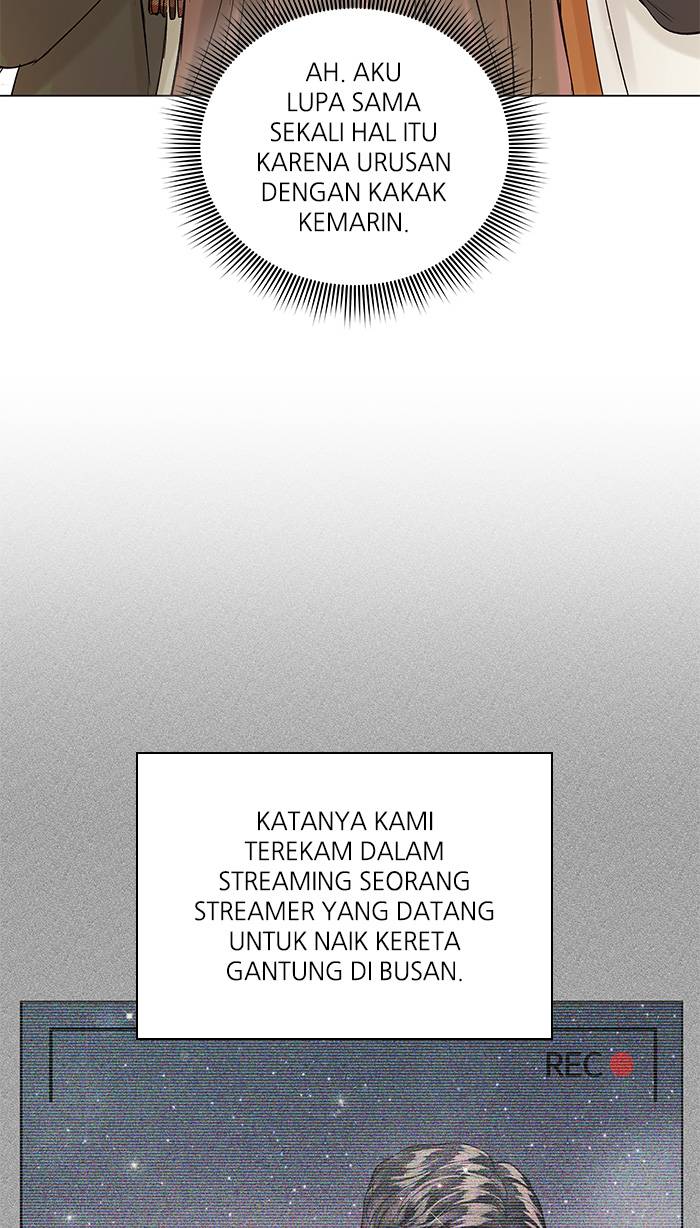 AH. AKU
LUPA SAMA
SEKALI HAL ITU
KARENA URUSAN
DENGAN KAKAK
KEMARIN.
KATANYA KAMI
TEREKAM DALAM
STREAMING SEORANG
STREAMER YANG DATANG
UNTUK NAIK KERETA
GANTUNG DI BUSAN.
REC